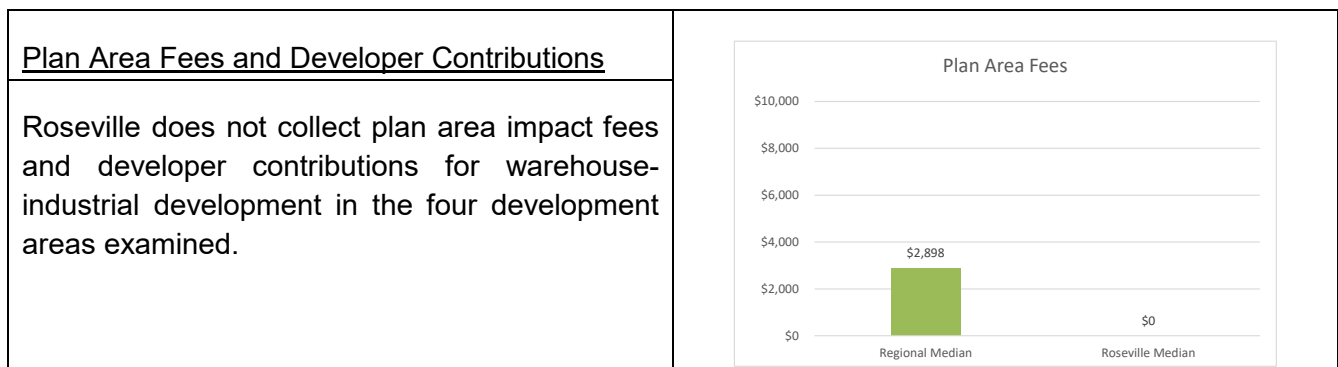 Plan Area Fees and Developer Contributions
Roseville does not collect plan area impact fees
and developer contributions for warehouse-
industrial development in the four development
areas examined.
Plan Area Fees
$10,000
$8,000
$6,000
$4,000
$2,898
$2,000
$0
$0
Regional Median
Roseville Median